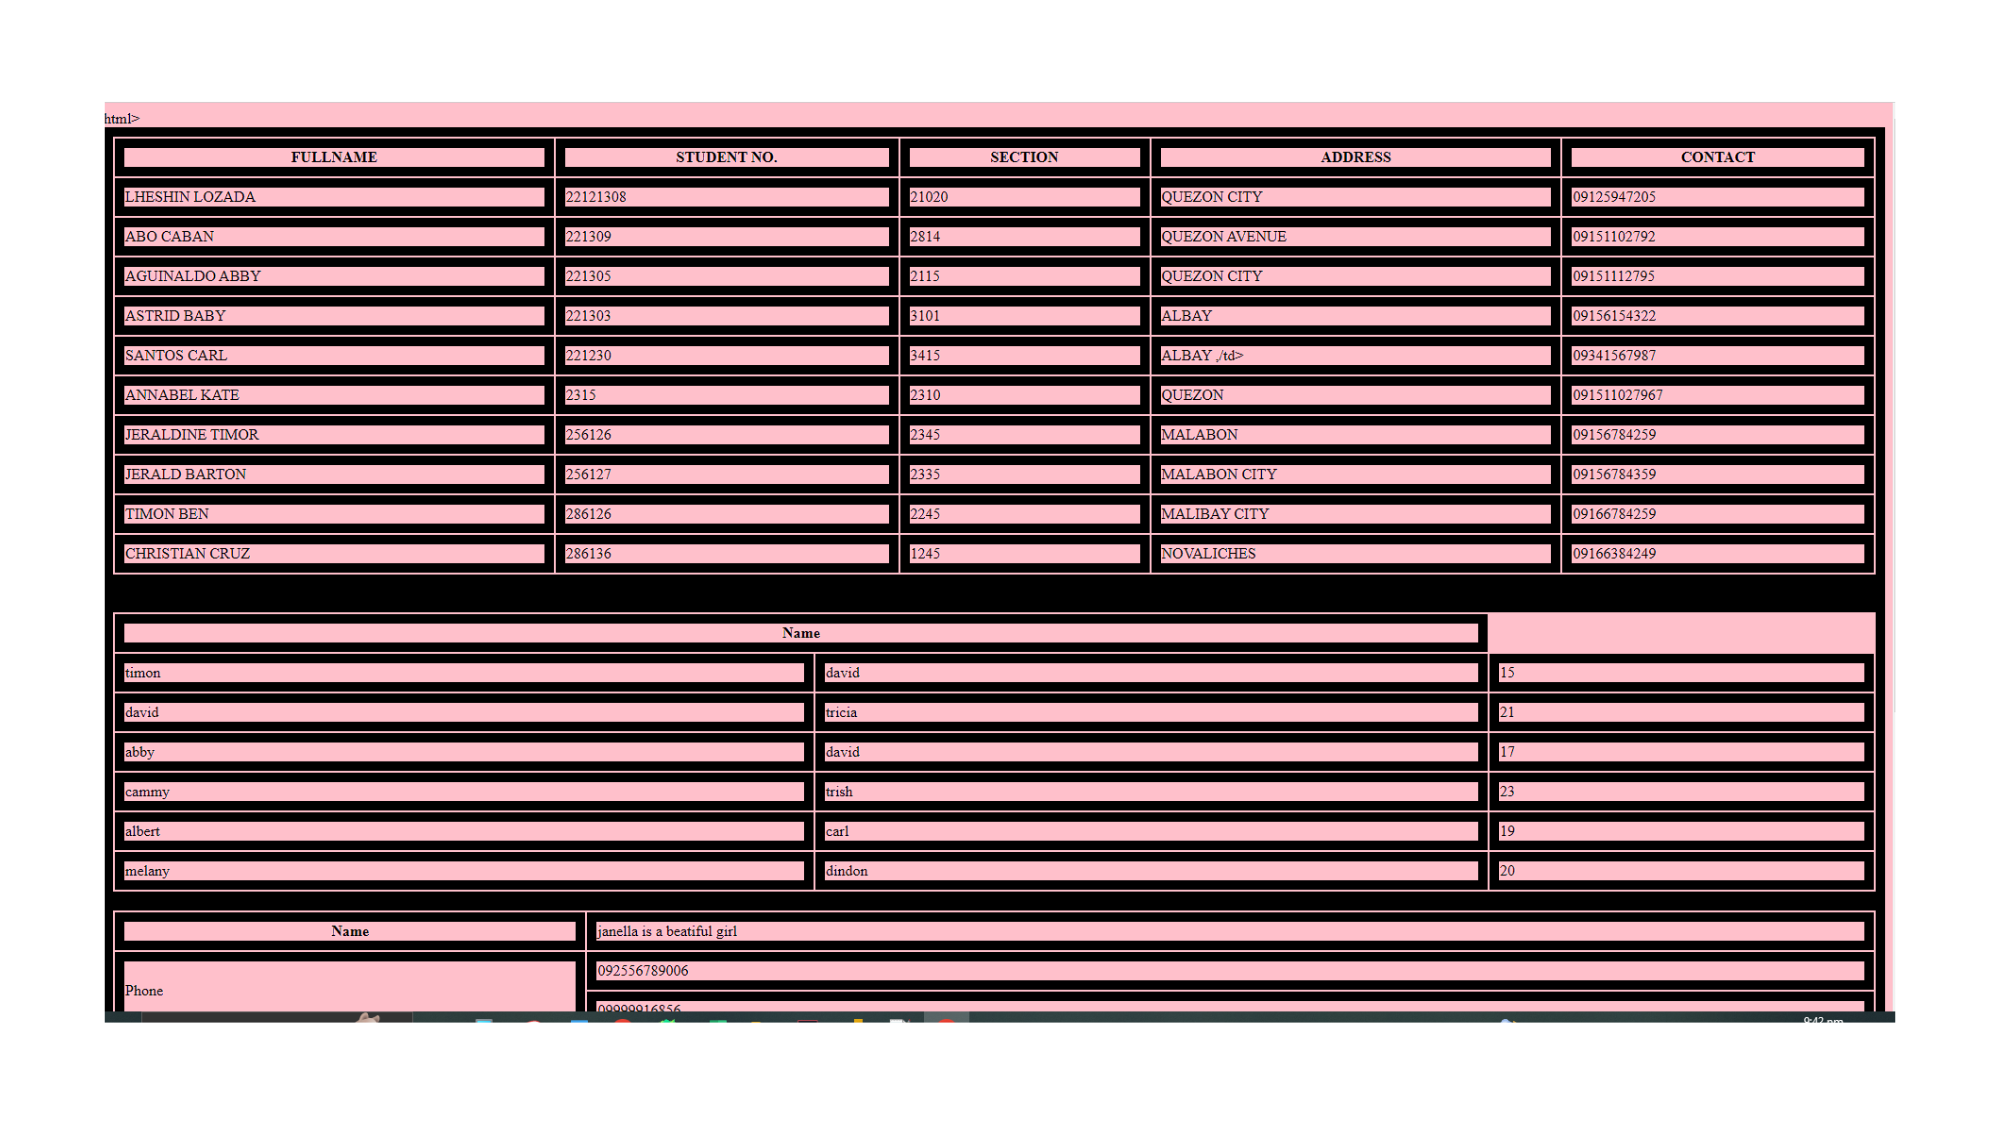 html>
FULLNAME STUDENT NO. SECTION ADDRESS CONTACT
LHESHIN LOZADA 22121308 21020 QUEZON CITY 09125947205
ABO CABAN 221309 2814 QUEZON AVENUE 09151102792
AGUINALDO ABBY 221305 2115 QUEZON CITY 09151112795
ASTRID BABY 221303 3101 ALBAY 09156154322
SANTOS CARL 221230 3415 ALBAY ,/td> 09341567987
ANNABEL KATE 2315 2310 QUEZON 091511027967
JERALDINE TIMOR 256126 2345 MALABON 09156784259
JERALD BARTON 256127 2335 MALABON CITY 09156784359
TIMON BEN 286126 2245 MALIBAY CITY 09166784259
CHRISTIAN CRUZ 286136 1245 NOVALICHES 09166384249
Name
timon david 15
david tricia 21
abby david 17
cammy trish 23
albert carl 19
melany dindon 20
Name janella is a beatiful girl
Phone 092556789006
09999916856
9:42 pm